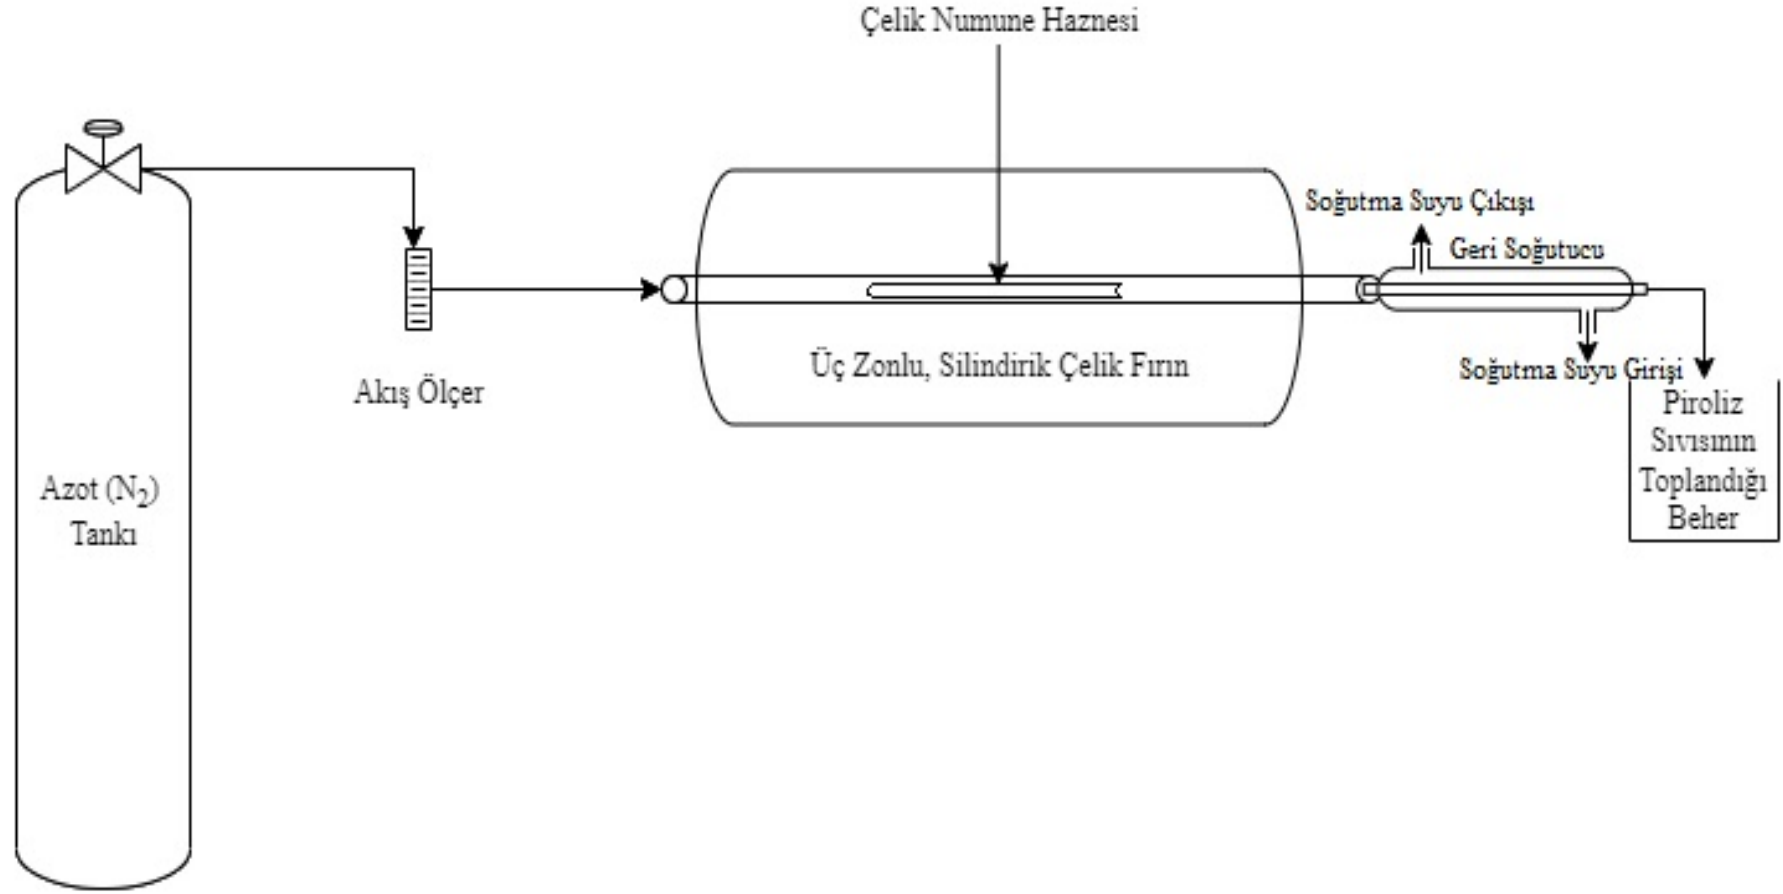 Çelik Numune Haznesi
Soğutma Suyu Çıkışı
Geri Soğutucu
Üç Zonlu, Silindirik Çelik Fırın
Soğutma Suyu Girişi
Akış Ölçer
Piroliz
Sıvısının
Toplandığı
Beher
Azot (N₂)
Tankı